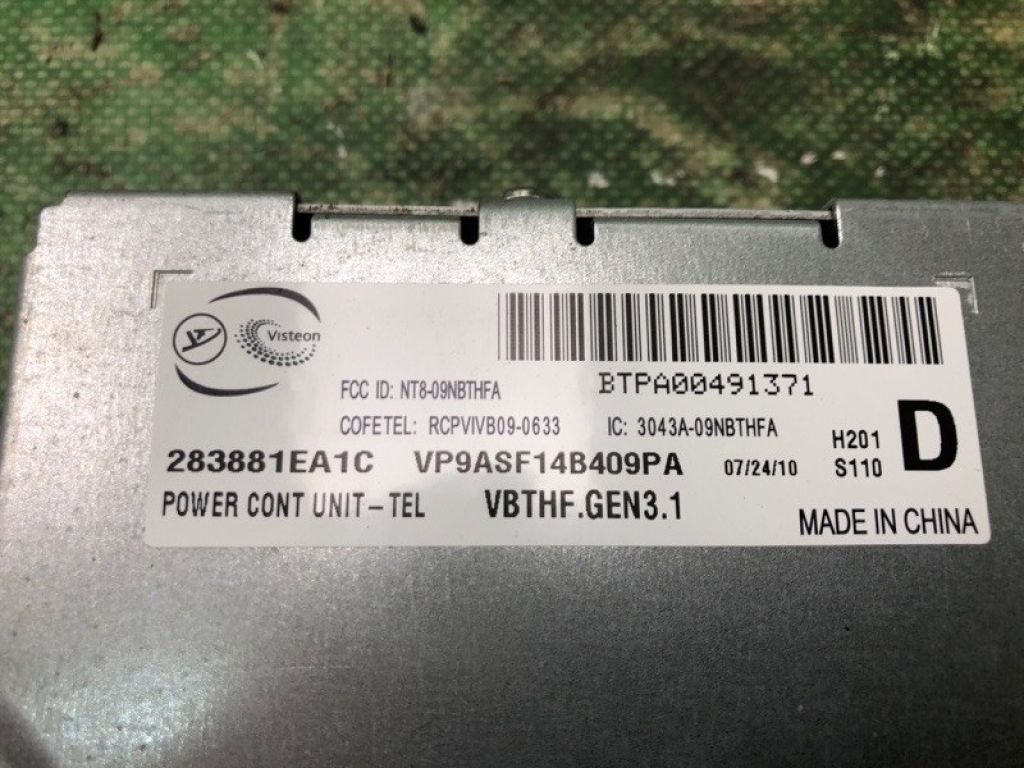 Visteon
BTPA00491371
FCC ID: NT8-09NBTHFA
COFETEL: RCPVIVB09-0633 IC: 3043A-09NBTHFA
283881EA1C VP9ASF14B409PA 07/24/10 H201 S110 D
POWER CONT UNIT-TEL VBTHF.GEN3.1
MADE IN CHINA